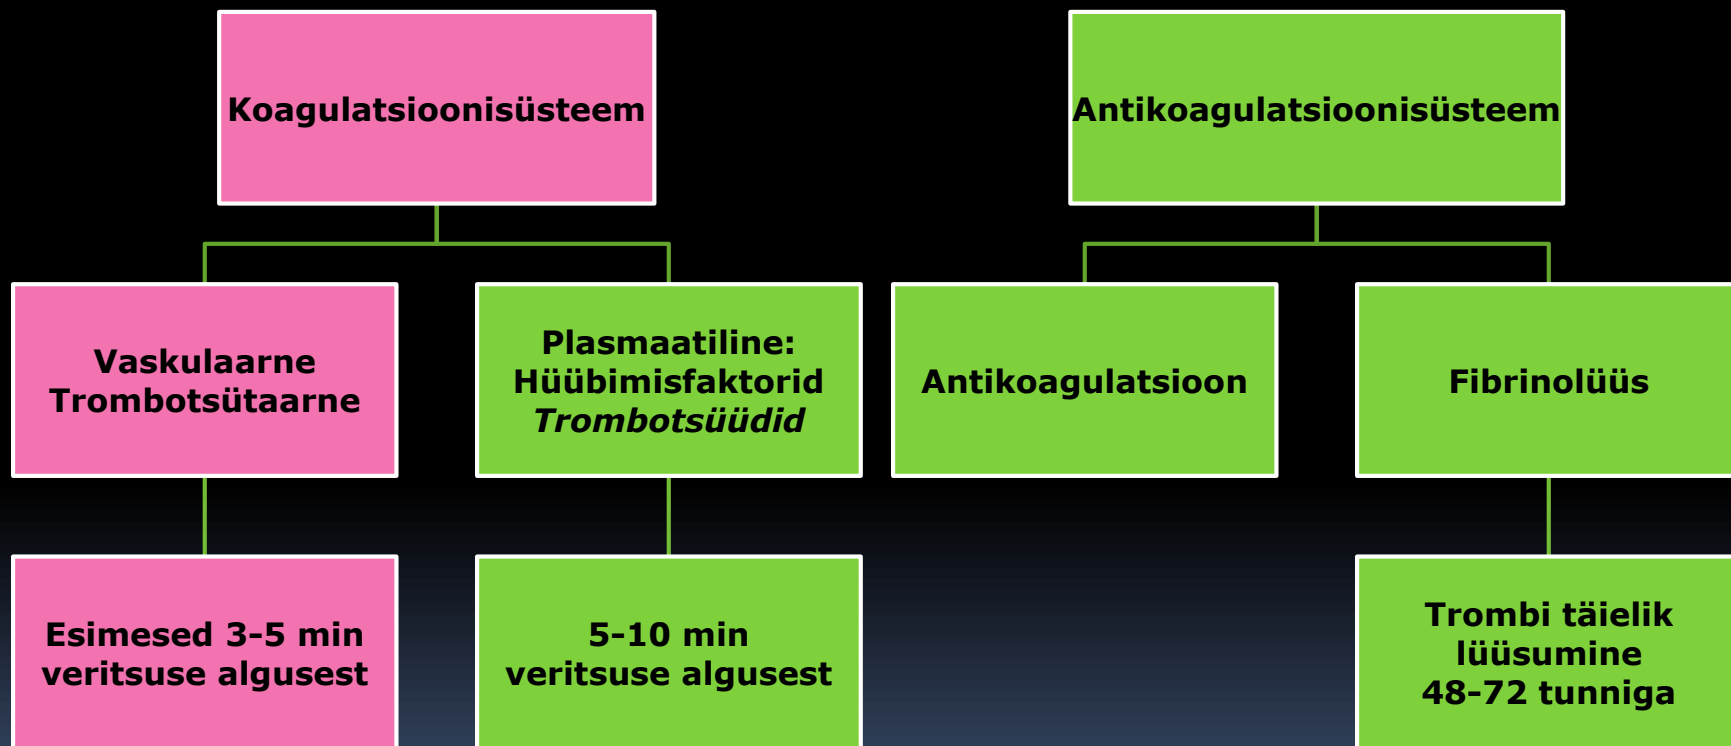 Koagulatsioonisüsteem
Antikoagulatsioonisüsteem
Vaskulaarne
Trombotsütaarne
Plasmaatiline:
Hüübimisfaktorid
Trombotsüüdid
Antikoagulatsioon
Fibrinolüüs
Esimesed 3-5 min
veritsuse algusest
5-10 min
veritsuse algusest
Trombi täielik
lüüsumine
48-72 tunniga